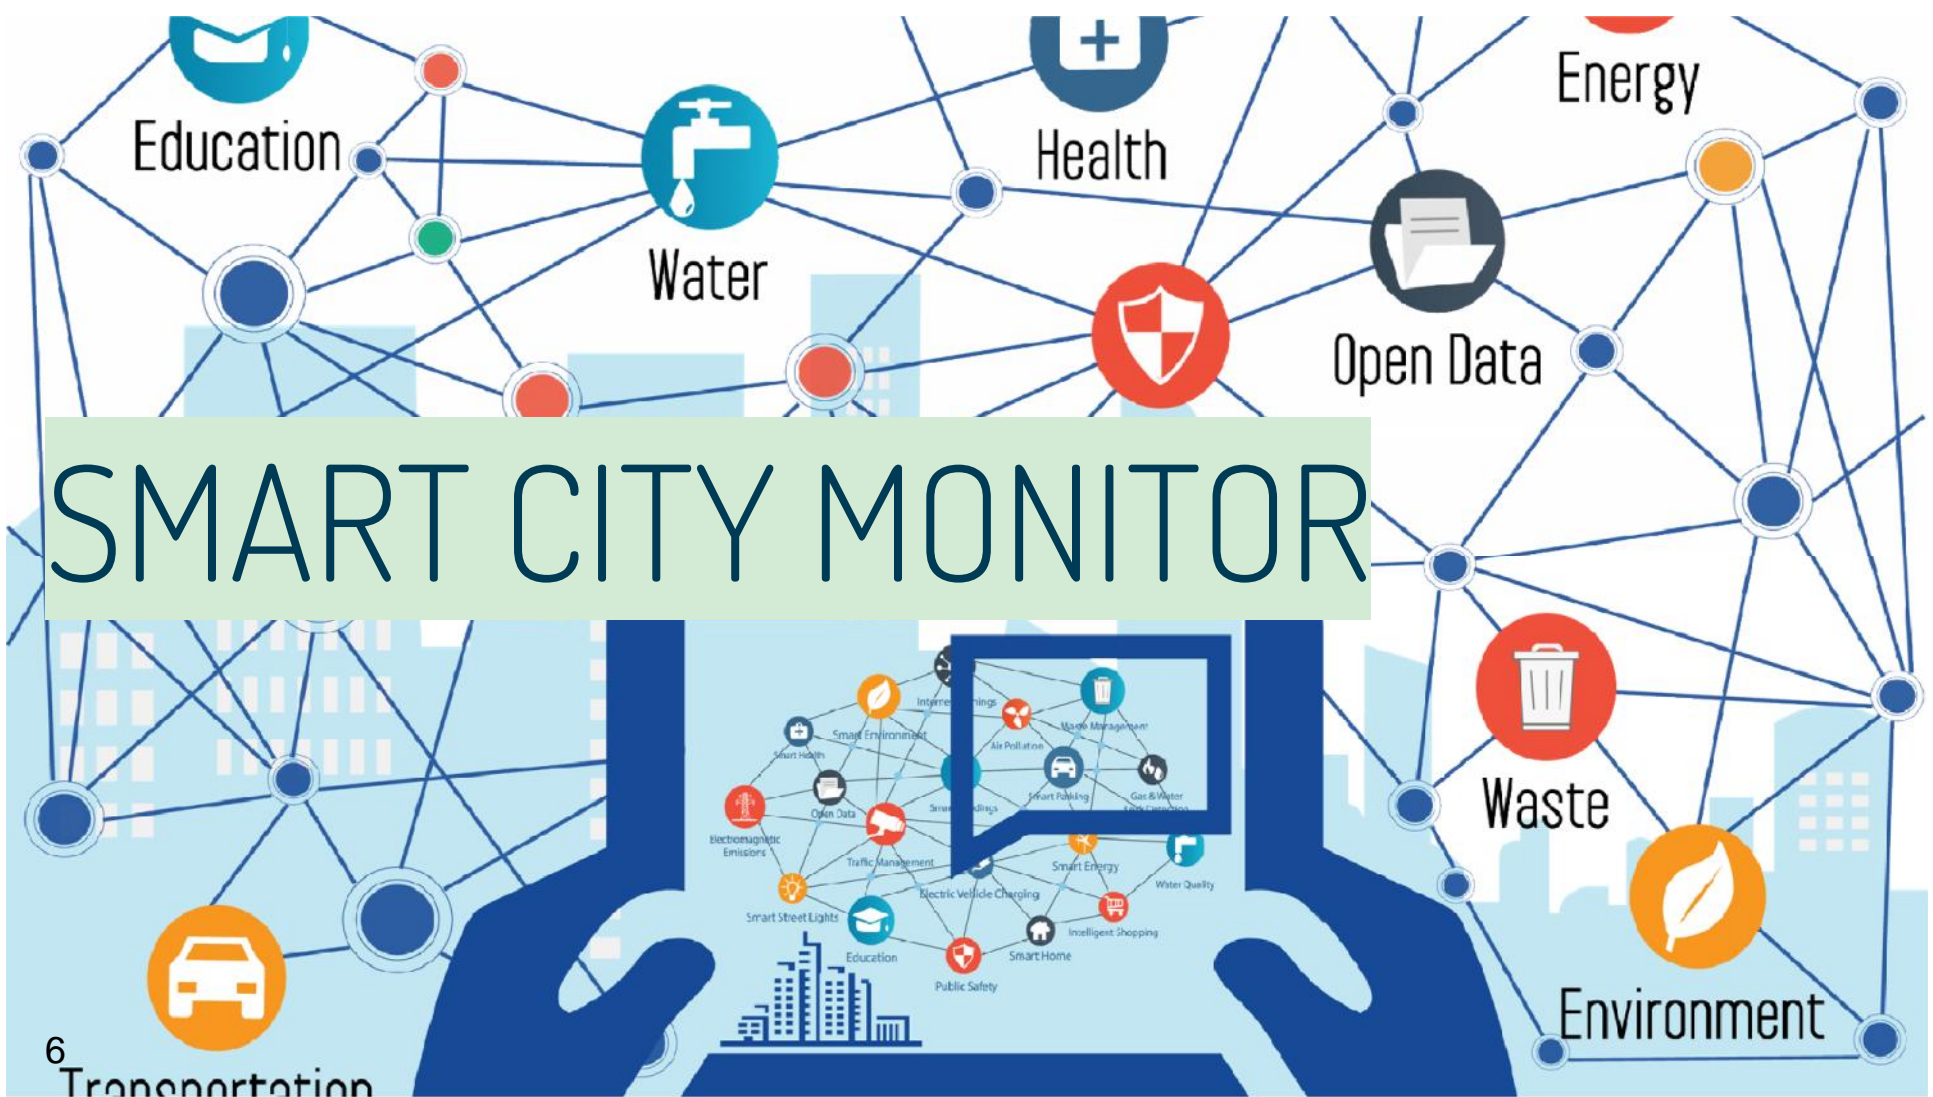 Energy
Education
Health
Water
Open Data
SMART CITY MONITOR
Smart Environment
Air Pollution
Waste Management
Smart Health
Smart Parking
Gas & Water
Open Data
Electromagnetic
Emissions
Traffic Management
Smart Energy
Electric Vehicle Charging
Water Quality
Smart Street Lights
Intelligent Shopping
Education
Smart Home
Public Safety
Waste
Environment
6
Transportation